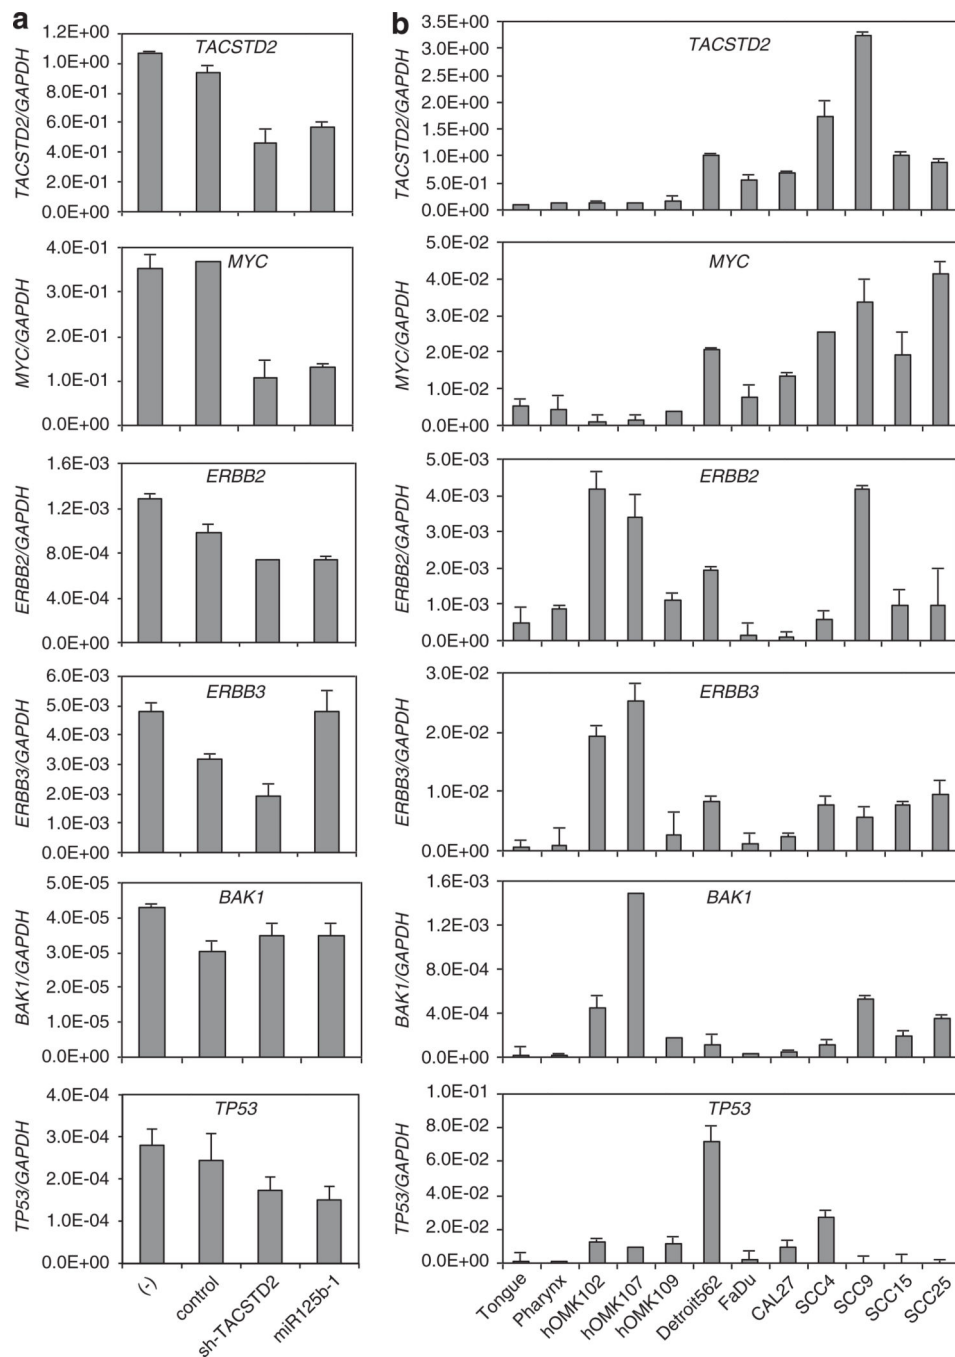 a
TACSTD2
TACSTD2/GAPDH
1.2E+00
1.0E+00
8.0E-01
6.0E-01
4.0E-01
2.0E-01
0.0E+00
MYC
MYC/GAPDH
4.0E-01
3.0E-01
2.0E-01
1.0E-01
0.0E+00
ERBB2
ERBB2/GAPDH
1.6E-03
1.2E-03
8.0E-04
4.0E-04
0.0E+00
ERBB3
ERBB3/GAPDH
6.0E-03
5.0E-03
4.0E-03
3.0E-03
2.0E-03
1.0E-03
0.0E+00
BAK1
BAK1/GAPDH
5.0E-05
4.0E-05
3.0E-05
2.0E-05
1.0E-05
0.0E+00
TP53
TP53/GAPDH
4.0E-04
3.0E-04
2.0E-04
1.0E-04
0.0E+00
(-)
control
sh-TACSTD2
miR125b-1
b
TACSTD2
TACSTD2/GAPDH
3.5E+00
3.0E+00
2.5E+00
2.0E+00
1.5E+00
1.0E+00
5.0E-01
0.0E+00
MYC
MYC/GAPDH
5.0E-02
4.0E-02
3.0E-02
2.0E-02
1.0E-02
0.0E+00
ERBB2
ERBB2/GAPDH
5.0E-03
4.0E-03
3.0E-03
2.0E-03
1.0E-03
0.0E+00
ERBB3
ERBB3/GAPDH
3.0E-02
2.0E-02
1.0E-02
0.0E+00
BAK1
BAK1/GAPDH
1.6E-03
1.2E-03
8.0E-04
4.0E-04
0.0E+00
TP53
TP53/GAPDH
1.0E-01
8.0E-02
6.0E-02
4.0E-02
2.0E-02
0.0E+00
Tongue
Pharynx
hOMK102
hOMK107
hOMK109
Detroit562
FaDu
CAL27
SCC4
SCC9
SCC15
SCC25